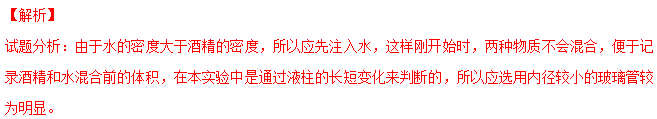 【解析】
试题分析：由于水的密度大于酒精的密度，所以应先注入水，这样刚开始时，两种物质不会混合，便于记
录酒精和水混合前的体积，在本实验中是通过液柱的长短变化来判断的，所以应选用内径较小的玻璃管较
为明显。